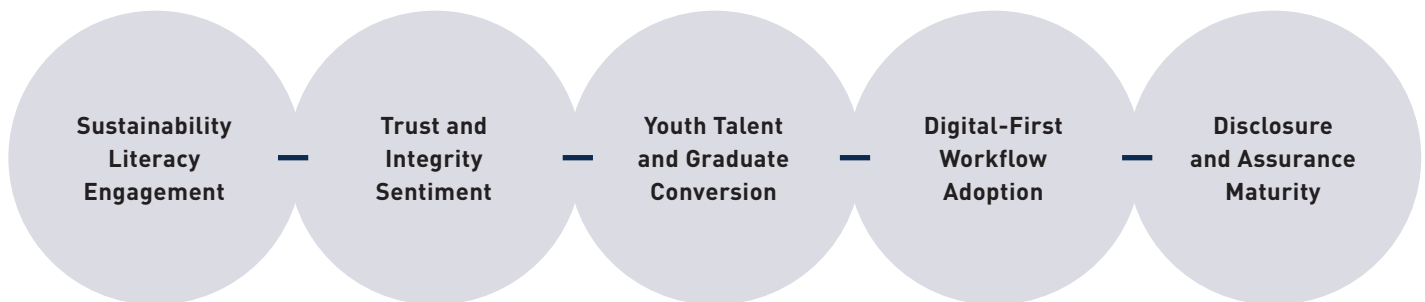 Sustainability
Literacy
Engagement
Trust and
Integrity
Sentiment
Youth Talent
and Graduate
Conversion
Digital-First
Workflow
Adoption
Disclosure
and Assurance
Maturity